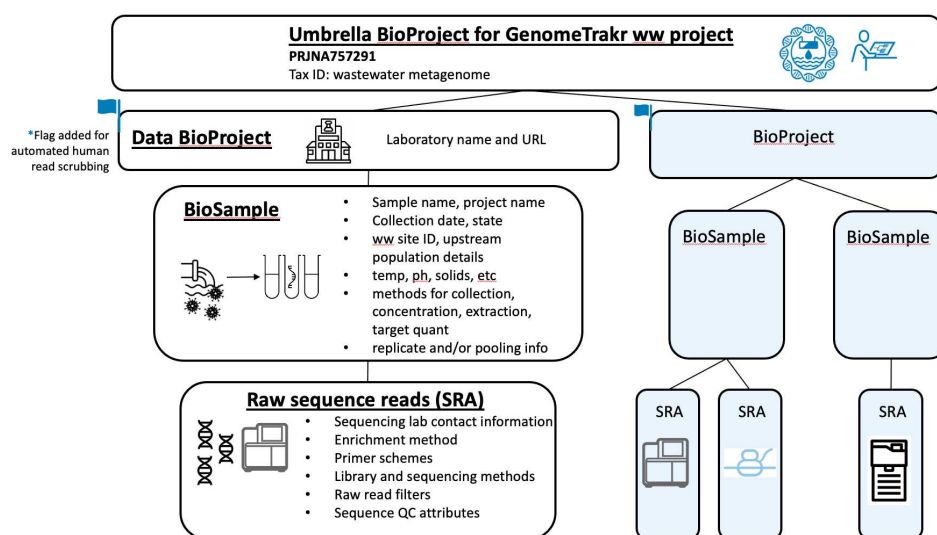 Umbrella BioProject for GenomeTrakr ww project
PRJNA757291
Tax ID: wastewater metagenome
*Flag added for
automated human
read scrubbing
Data BioProject
Laboratory name and URL
BioProject
BioSample
• Sample name, project name
• Collection date, state
• ww site ID, upstream
population details
• temp, ph, solids, etc
• methods for collection,
concentration, extraction,
target quant
• replicate and/or pooling info
BioSample
BioSample
Raw sequence reads (SRA)
• Sequencing lab contact information
• Enrichment method
• Primer schemes
• Library and sequencing methods
• Raw read filters
• Sequence QC attributes
SRA
SRA
SRA